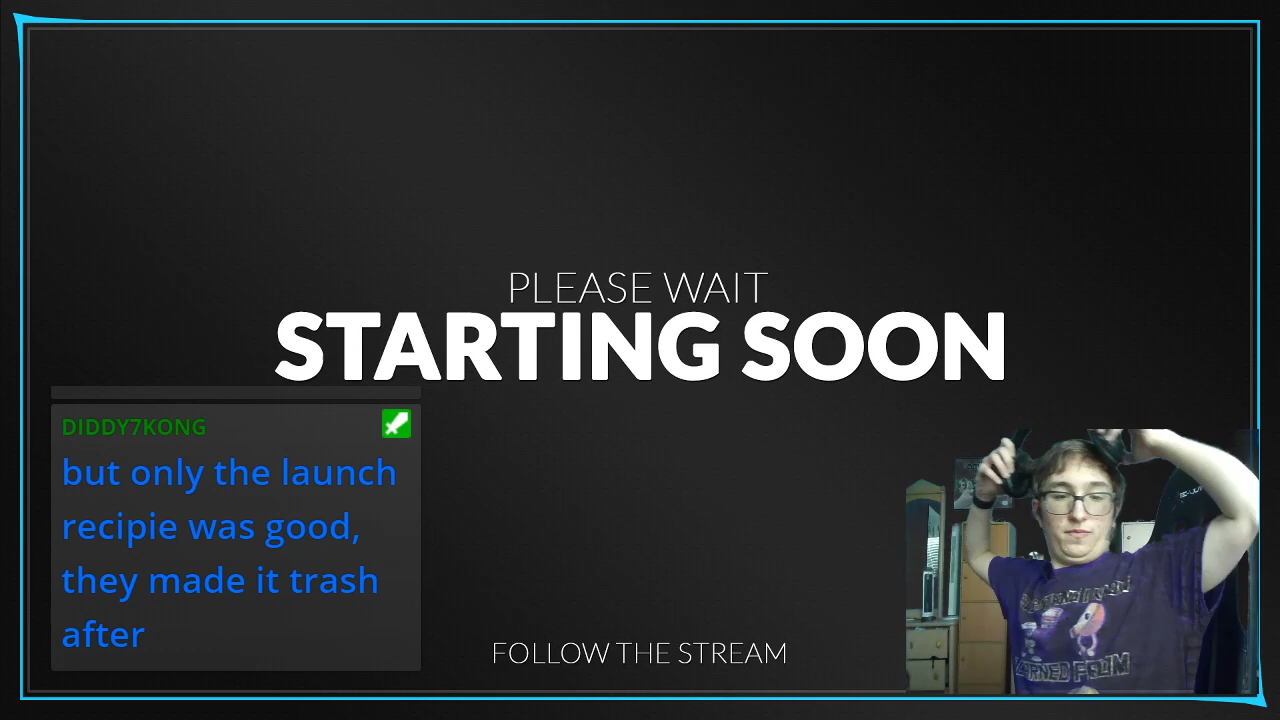 PLEASE WAIT
STARTING SOON
DIDDY7KONG
but only the launch
recipie was good,
they made it trash
after
FOLLOW THE STREAM